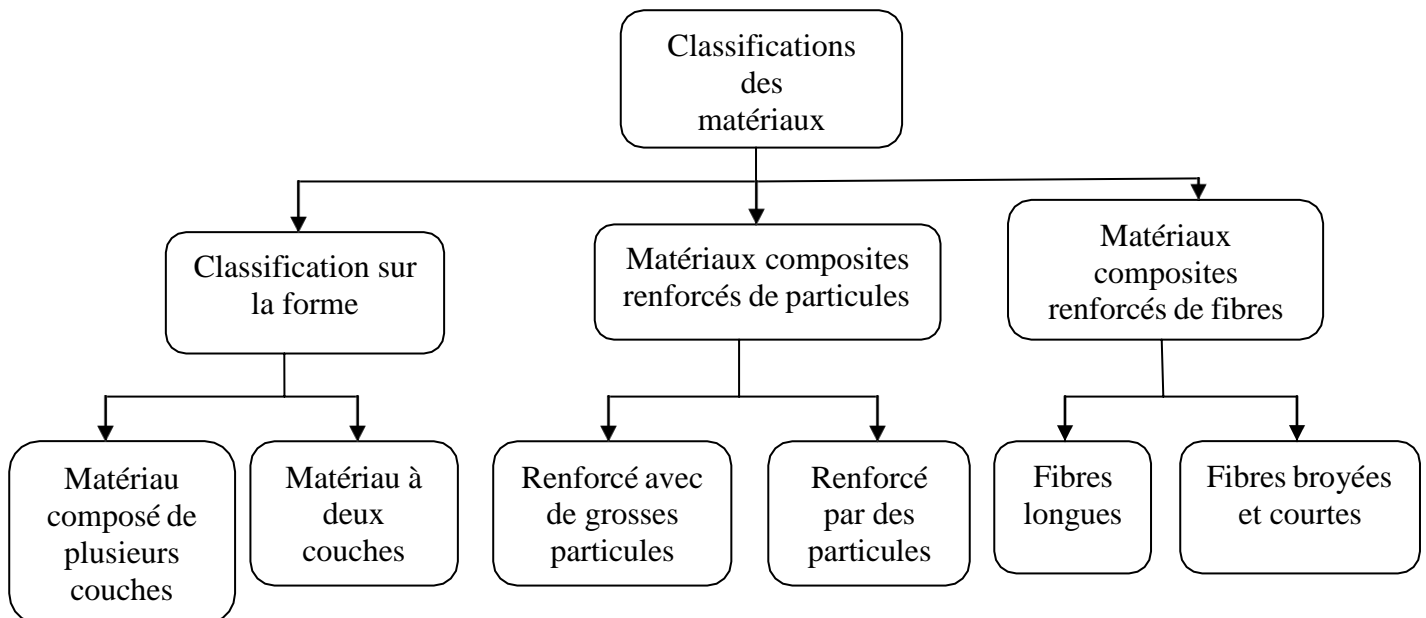 Classifications
des
matériaux
Classification sur
la forme
Matériaux composites
renforcés de particules
Matériaux
composites
renforcés de fibres
Matériau
composé de
plusieurs
couches
Matériau à
deux
couches
Renforcé avec
de grosses
particules
Renforcé
par des
particules
Fibres
longues
Fibres broyées
et courtes